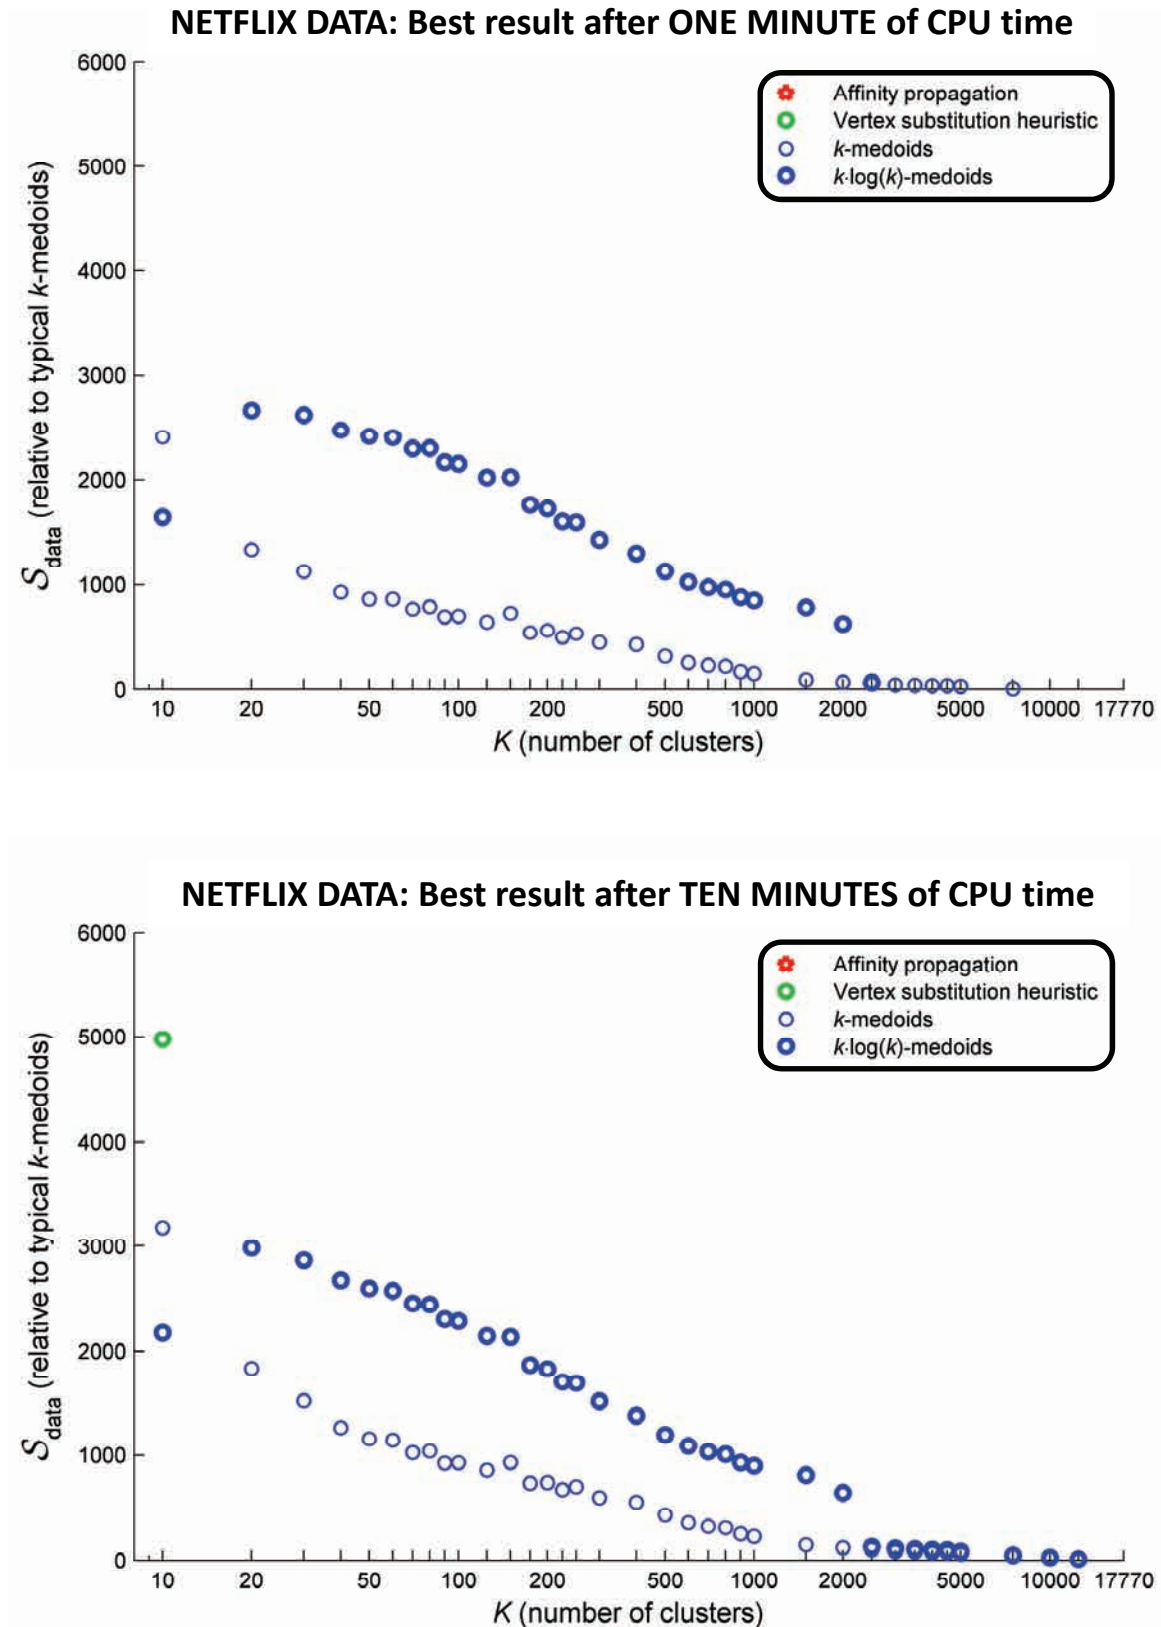 NETFLIX DATA: Best result after ONE MINUTE of CPU time
6000
5000
4000
3000
2000
1000
0
𝒮data (relative to typical k-medoids)
Affinity propagation
Vertex substitution heuristic
k-medoids
k·log(k)-medoids
10 20 50 100 200 500 1000 2000 5000 10000 17770
K (number of clusters)
NETFLIX DATA: Best result after TEN MINUTES of CPU time
6000
5000
4000
3000
2000
1000
0
𝒮data (relative to typical k-medoids)
Affinity propagation
Vertex substitution heuristic
k-medoids
k·log(k)-medoids
10 20 50 100 200 500 1000 2000 5000 10000 17770
K (number of clusters)